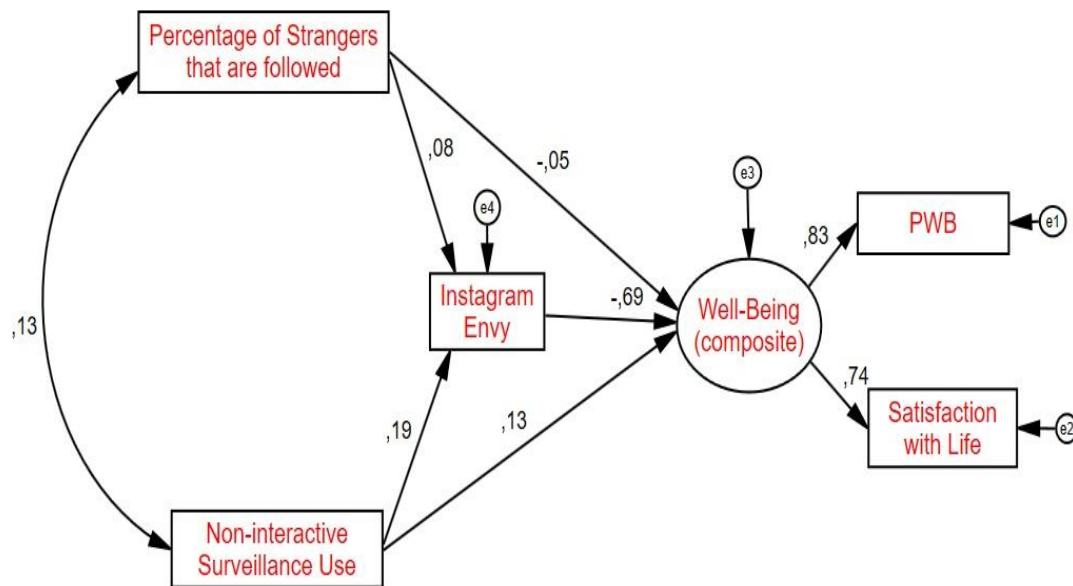 Percentage of Strangers
that are followed
,08
-,05
e3
e4
PWB
e1
,83
Instagram
Envy
-,69
Well-Being
(composite)
,13
,74
Satisfaction
with Life
e2
,19
,13
Non-interactive
Surveillance Use